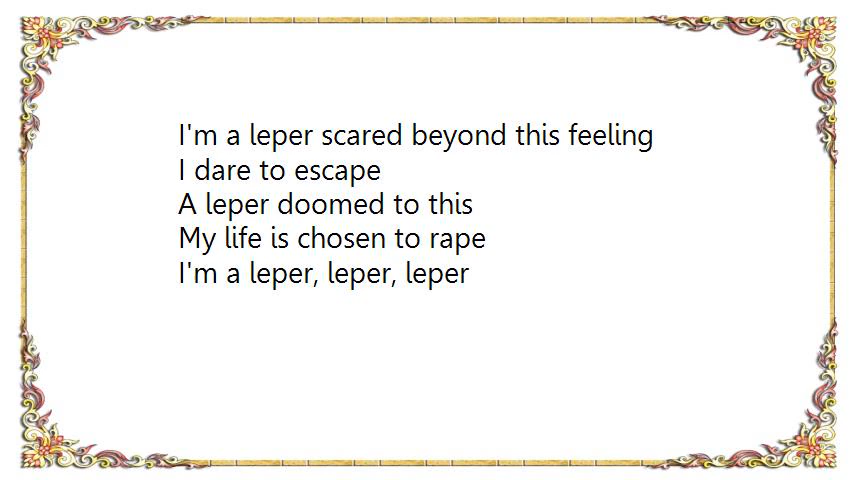 I'm a leper scared beyond this feeling
I dare to escape
A leper doomed to this
My life is chosen to rape
I'm a leper, leper, leper